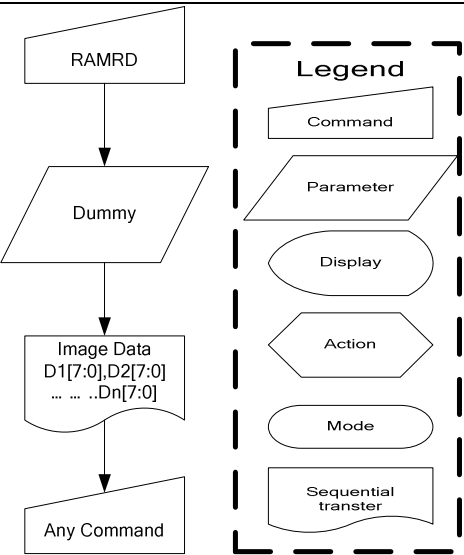 RAMRD
Dummy
Image Data
D1[7:0],D2[7:0]
... ... ..Dn[7:0]
Any Command
Legend
Command
Parameter
Display
Action
Mode
Sequential
transter